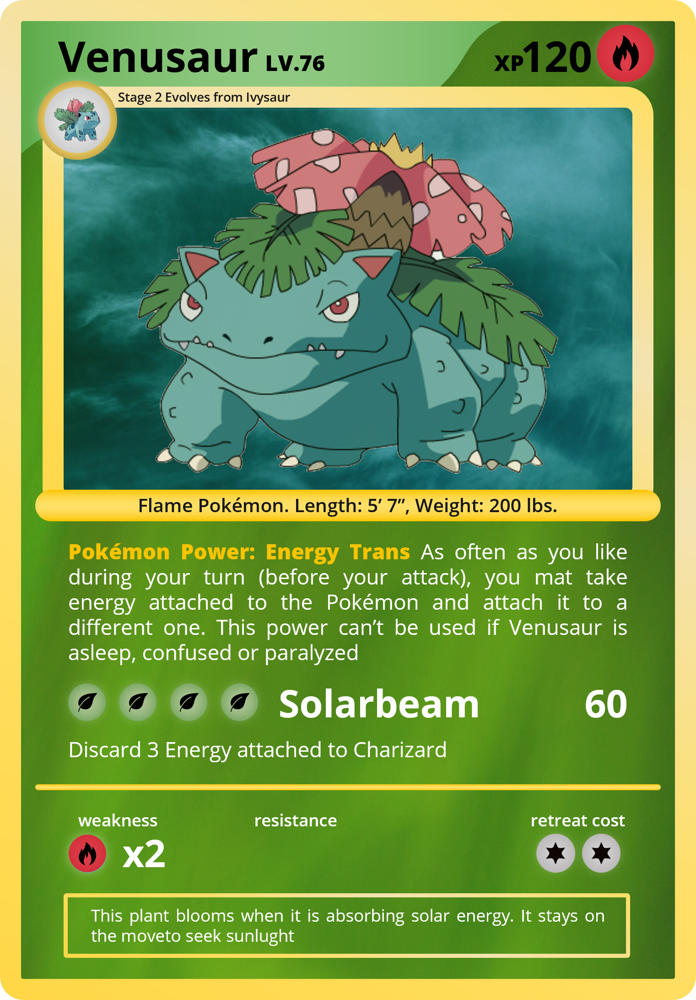 Venusaur LV.76
XP120
Stage 2 Evolves from Ivysaur
Flame Pokémon. Length: 5’ 7”, Weight: 200 lbs.
Pokémon Power: Energy Trans As often as you like
during your turn (before your attack), you mat take
energy attached to the Pokémon and attach it to a
different one. This power can’t be used if Venusaur is
asleep, confused or paralyzed
Solarbeam 60
Discard 3 Energy attached to Charizard
weakness resistance retreat cost
x2
This plant blooms when it is absorbing solar energy. It stays on
the moveto seek sunlught